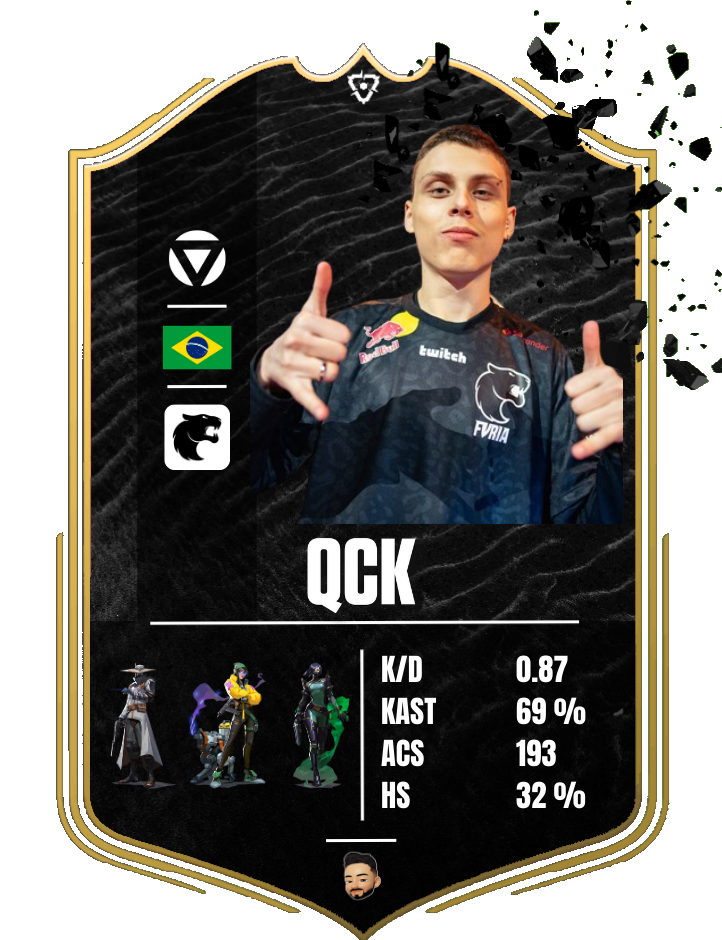 Red Bull
twitch
FVRIA
QCK
K/D 0.87
KAST 69 %
ACS 193
HS 32 %